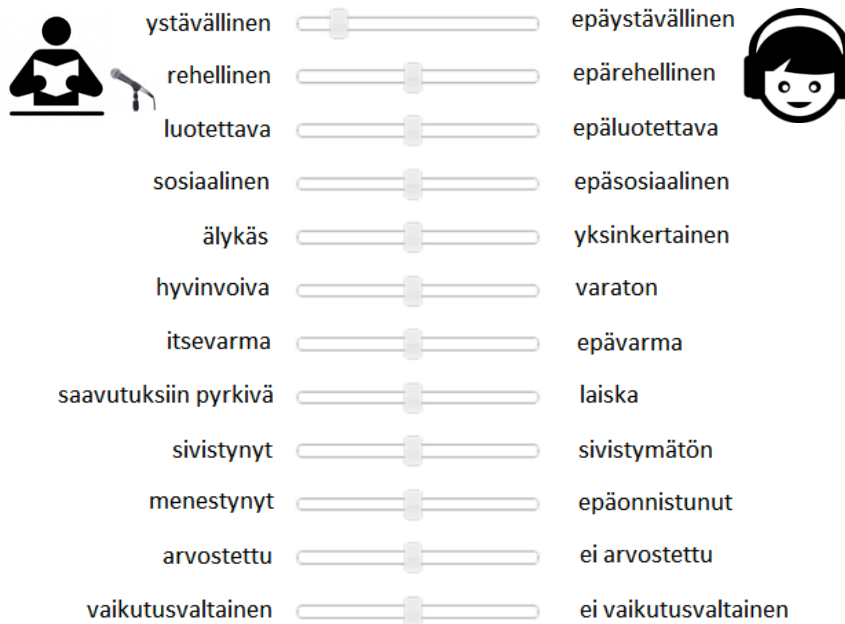 ystävällinen epäystävällinen
rehellinen epärehellinen
luotettava epäluotettava
sosiaalinen epäsosiaalinen
älykäs yksinkertainen
hyvinvoiva varaton
itsevarma epävarma
saavutuksiin pyrkivä laiska
sivistynyt sivistymätön
menestynyt epäonnistunut
arvostettu ei arvostettu
vaikutusvaltainen ei vaikutusvaltainen